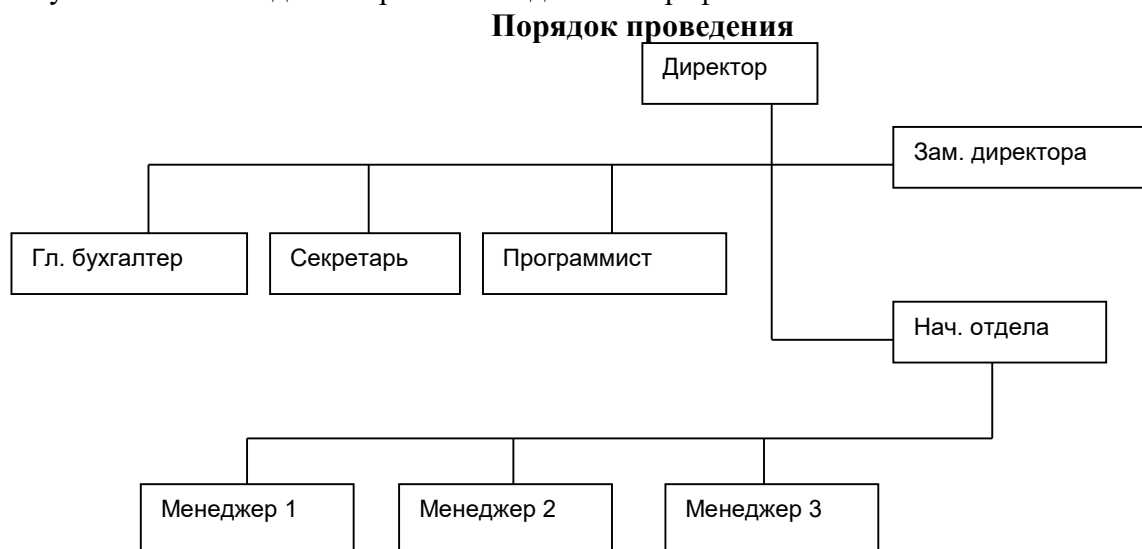 Порядок проведения
Директор
Зам. директора
Гл. бухгалтер
Секретарь
Программист
Нач. отдела
Менеджер 1
Менеджер 2
Менеджер 3